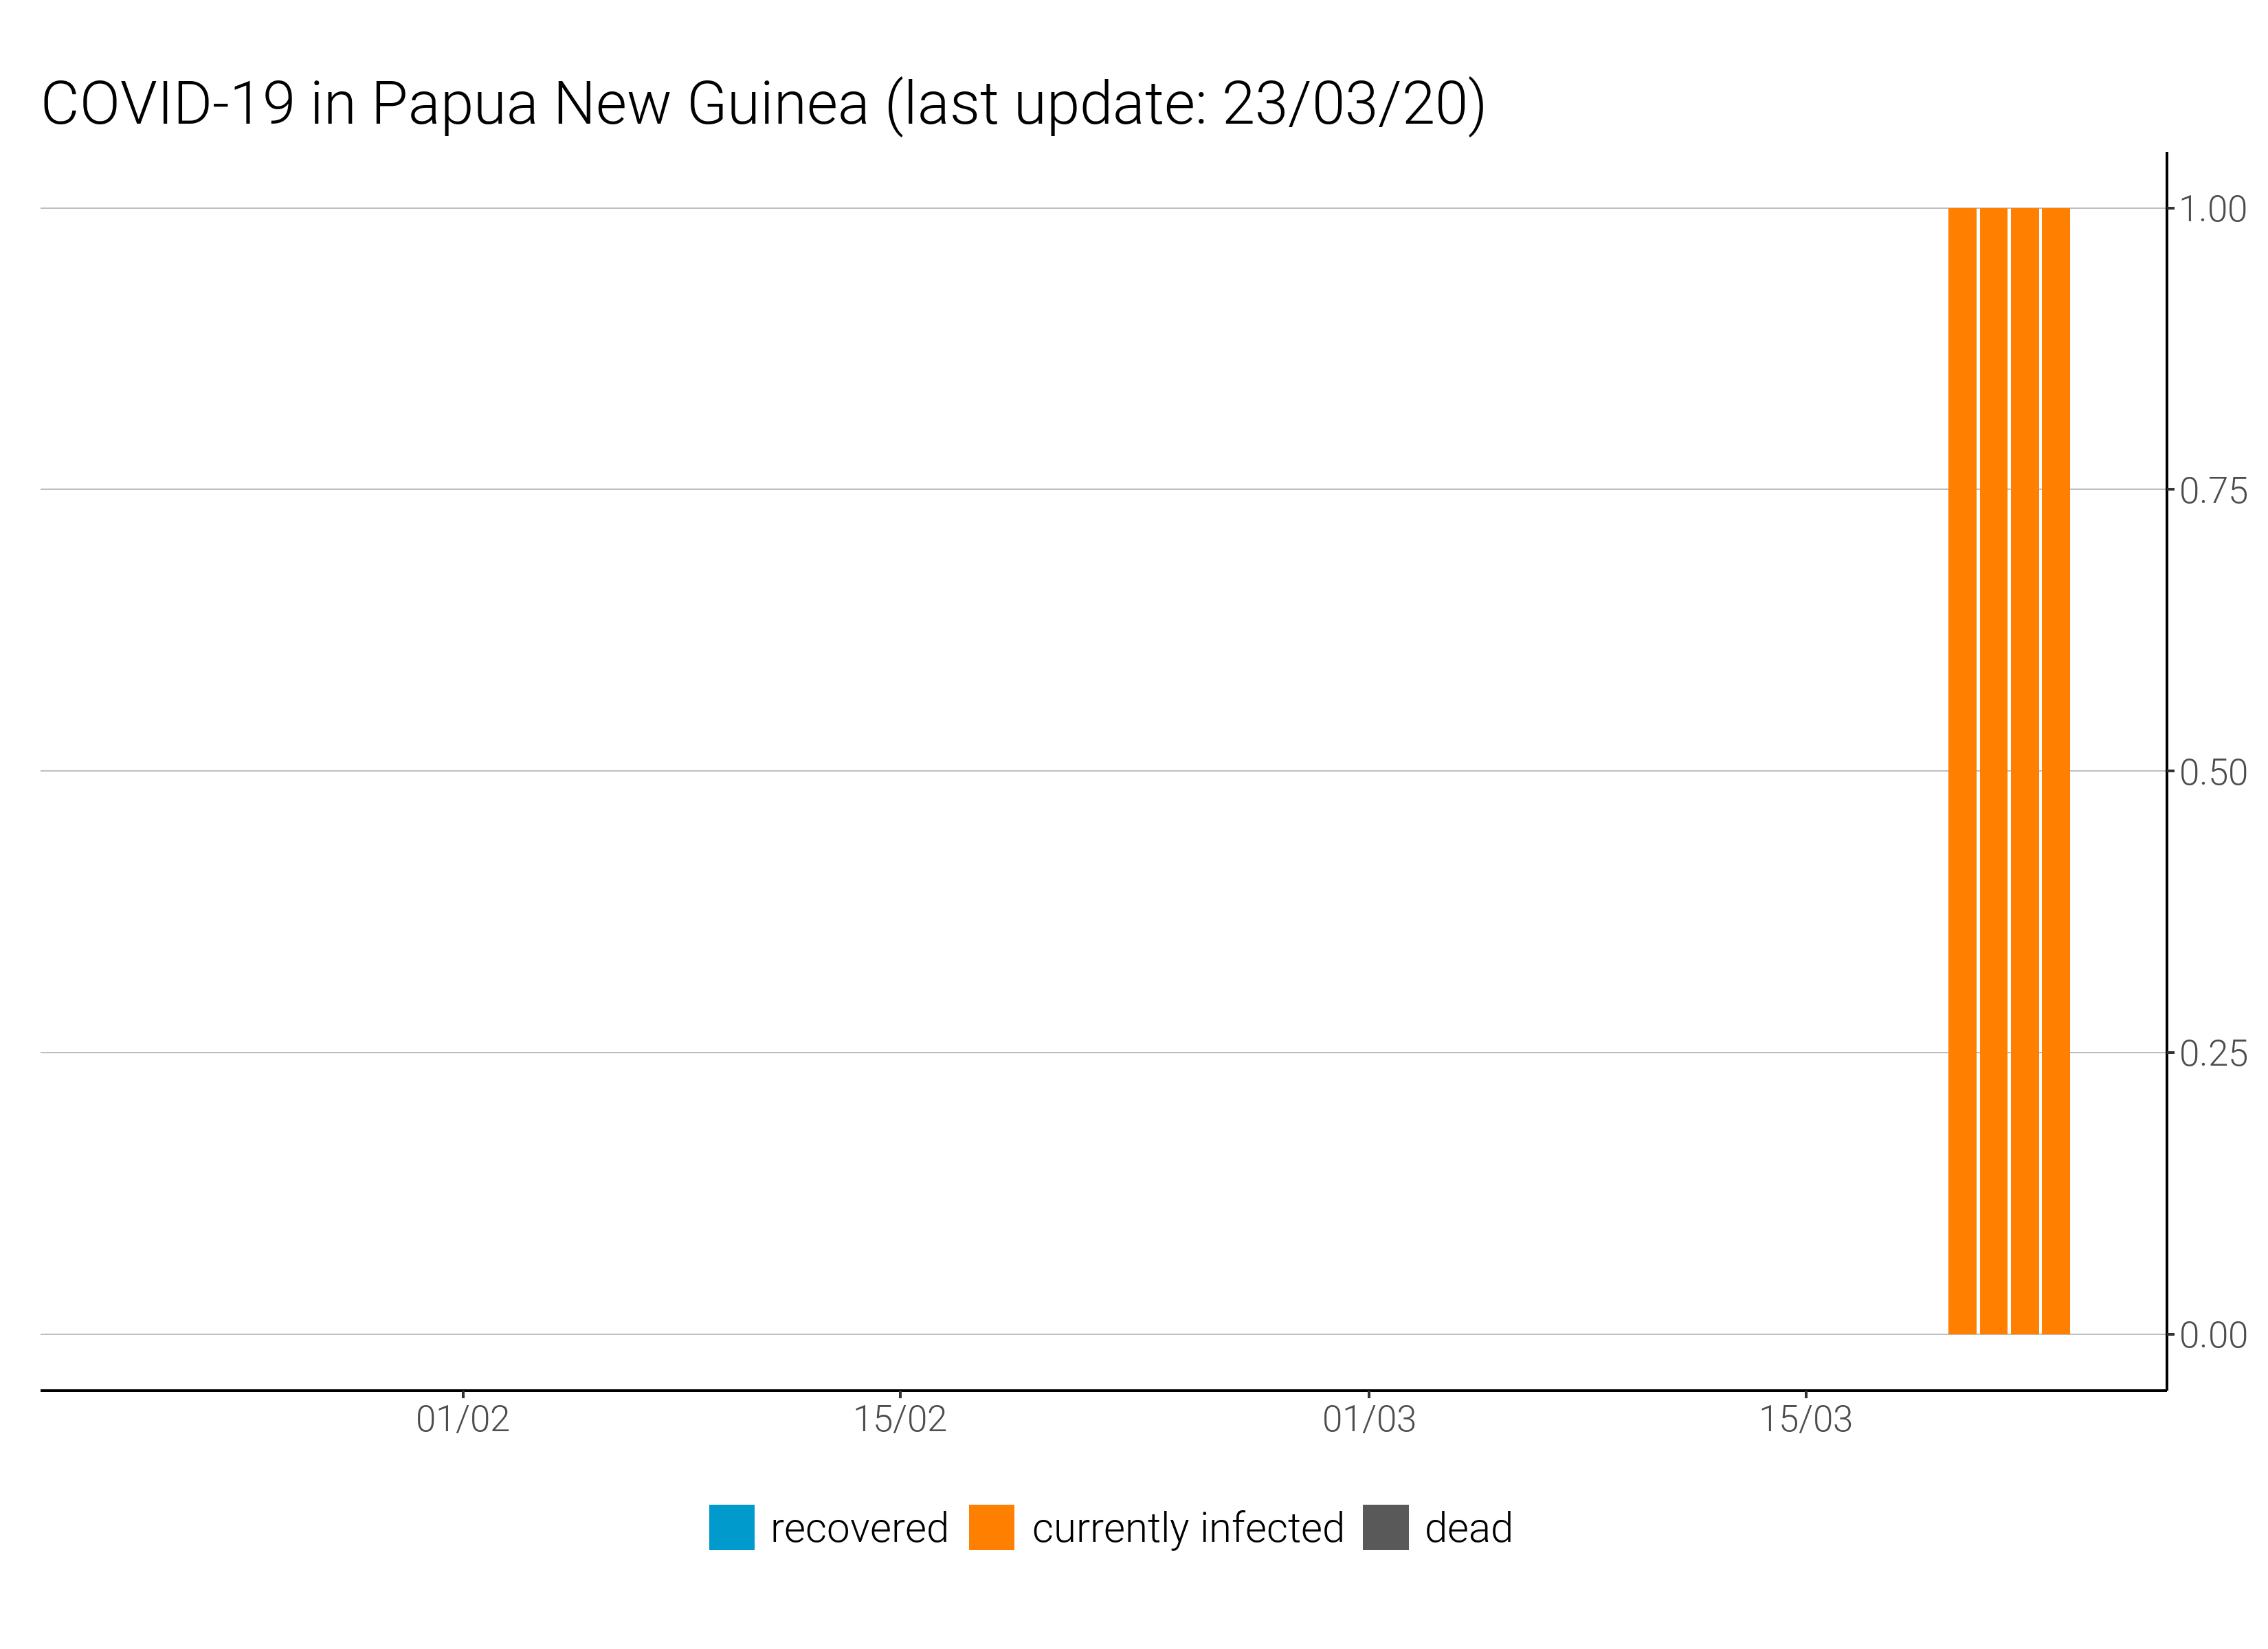 COVID-19 in Papua New Guinea (last update: 23/03/20)
1.00
0.75
0.50
0.25
0.00
01/02 15/02 01/03 15/03
recovered currently infected dead